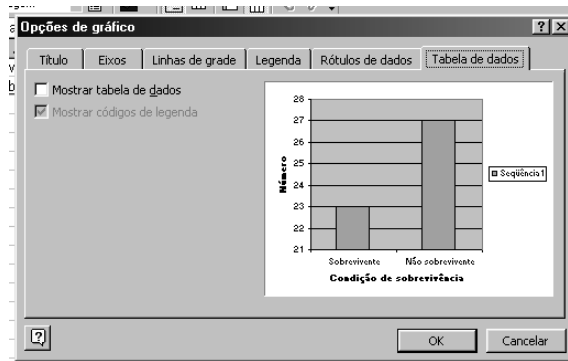 Opções de gráfico
Título Eixos Linhas de grade Legenda Rótulos de dados Tabela de dados
Mostrar tabela de dados
Mostrar códigos de legenda
28
27
26
25
24
23
22
21
Número
Seqüência1
Sobrevivente Não sobrevivente
Condição de sobrevivência
OK Cancelar